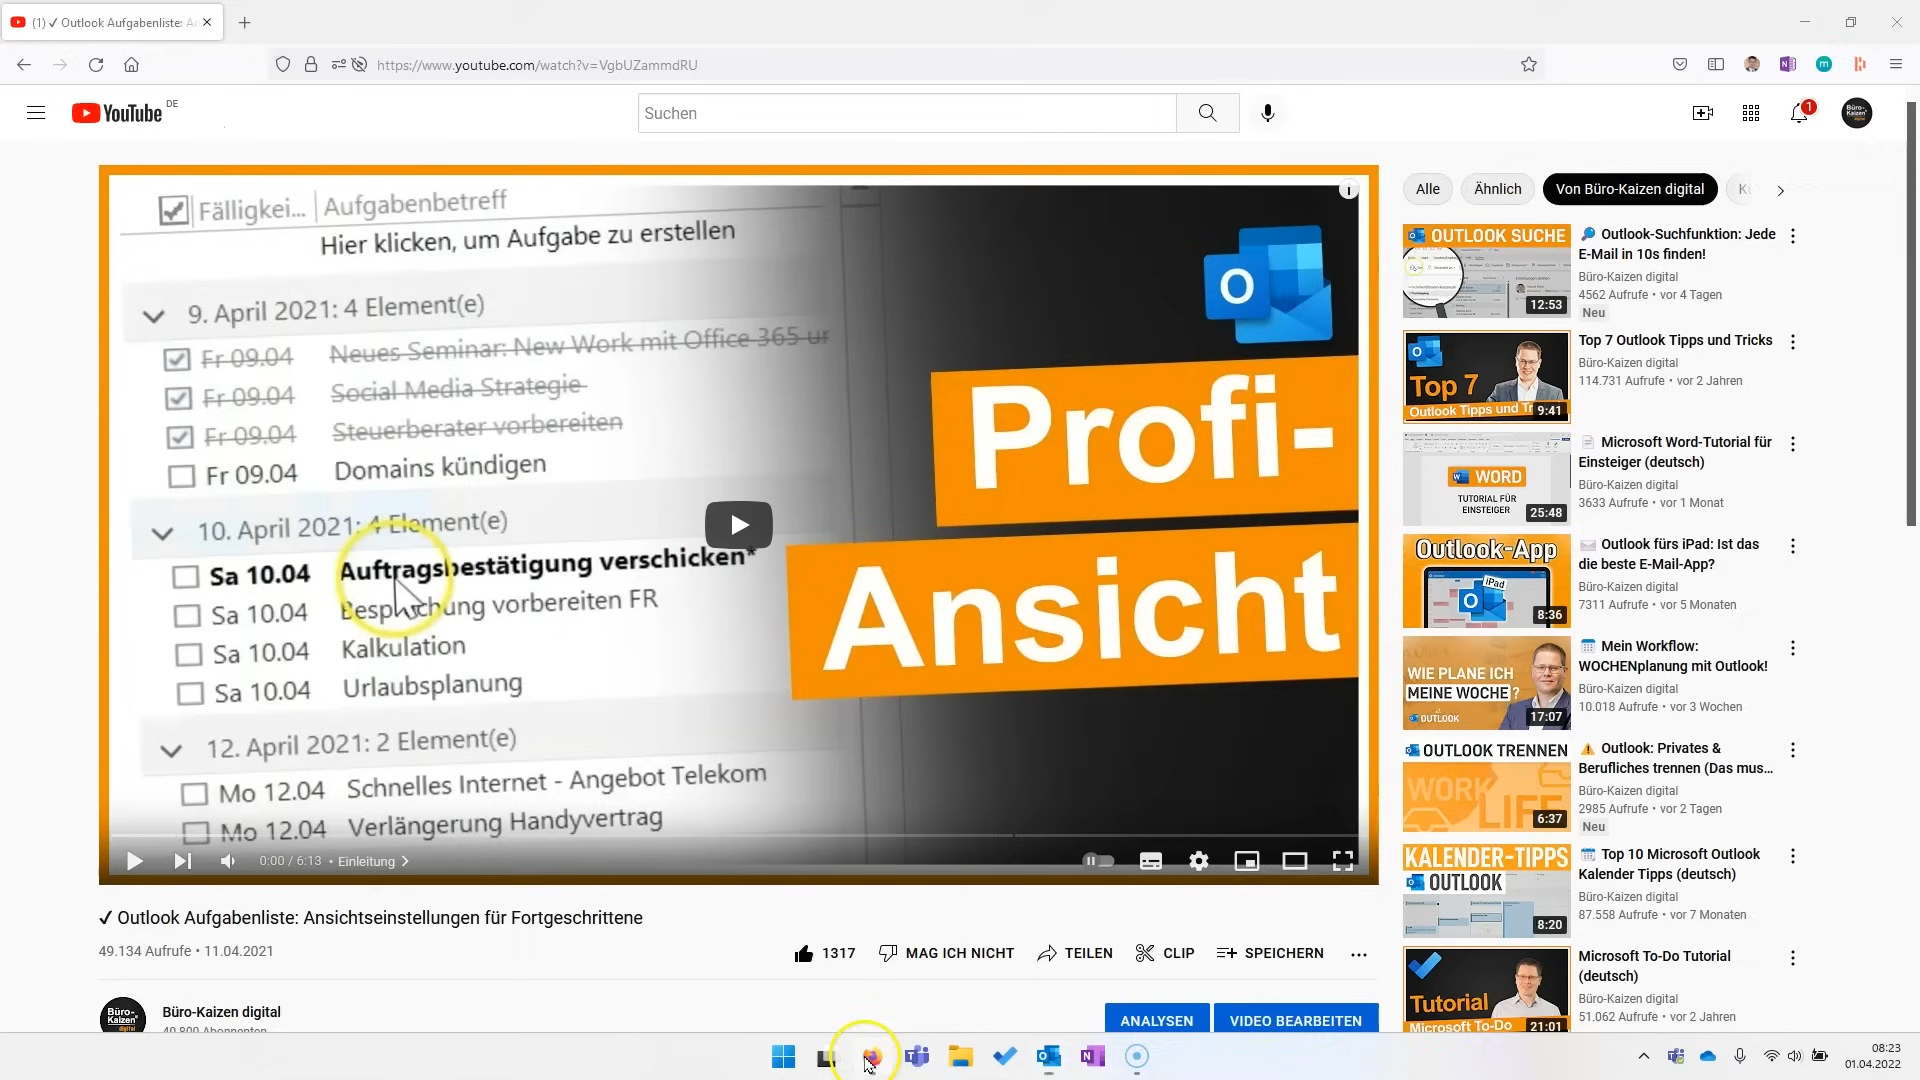 (1) ✓ Outlook Aufgabenliste: A
https://www.youtube.com/watch?v=VgbUZammdRU
YouTube DE
Suchen
1
Fälligkei... Aufgabenbetreff
Hier klicken, um Aufgabe zu erstellen
9. April 2021: 4 Element(e)
Fr 09.04 Neues Seminar: New Work mit Office 365 ur
Fr 09.04 Social Media Strategie
Fr 09.04 Steuerberater vorbereiten
Fr 09.04 Domains kündigen
10. April 2021: 4 Element(e)
Sa 10.04 Auftragsbestätigung verschicken*
Sa 10.04 Besprechung vorbereiten FR
Sa 10.04 Kalkulation
Sa 10.04 Urlaubsplanung
12. April 2021: 2 Element(e)
Mo 12.04 Schnelles Internet - Angebot Telekom
Mo 12.04 Verlängerung Handyvertrag
Profi-
Ansicht
0:00 / 6:13 • Einleitung
✓ Outlook Aufgabenliste: Ansichtseinstellungen für Fortgeschrittene
49.134 Aufrufe • 11.04.2021
1317 MAG ICH NICHT TEILEN CLIP SPEICHERN
Büro-Kaizen digital
40.800 Abonnenten
ANALYSEN VIDEO BEARBEITEN
Alle Ähnlich Von Büro-Kaizen digital
OUTLOOK SUCHE
12:53
Outlook-Suchfunktion: Jede
E-Mail in 10s finden!
Büro-Kaizen digital
4562 Aufrufe • vor 4 Tagen
Neu
Top 7
Outlook Tipps und Tr
9:41
Top 7 Outlook Tipps und Tricks
Büro-Kaizen digital
114.731 Aufrufe • vor 2 Jahren
WORD
TUTORIAL FÜR
EINSTEIGER
25:48
Microsoft Word-Tutorial für
Einsteiger (deutsch)
Büro-Kaizen digital
3633 Aufrufe • vor 1 Monat
Outlook-App
iPad
8:36
Outlook fürs iPad: Ist das
die beste E-Mail-App?
Büro-Kaizen digital
7311 Aufrufe • vor 5 Monaten
WIE PLANE ICH
MEINE WOCHE ?
OUTLOOK
17:07
Mein Workflow:
WOCHENplanung mit Outlook!
Büro-Kaizen digital
10.018 Aufrufe • vor 3 Wochen
OUTLOOK TRENNEN
WORK
LIFE
6:37
Outlook: Privates &
Berufliches trennen (Das mus...
Büro-Kaizen digital
2985 Aufrufe • vor 2 Tagen
Neu
KALENDER-TIPPS
OUTLOOK
8:20
Top 10 Microsoft Outlook
Kalender Tipps (deutsch)
Büro-Kaizen digital
87.558 Aufrufe • vor 7 Monaten
Tutorial
Microsoft To-Do
21:01
Microsoft To-Do Tutorial
(deutsch)
Büro-Kaizen digital
51.062 Aufrufe • vor 2 Jahren
08:23
01.04.2022